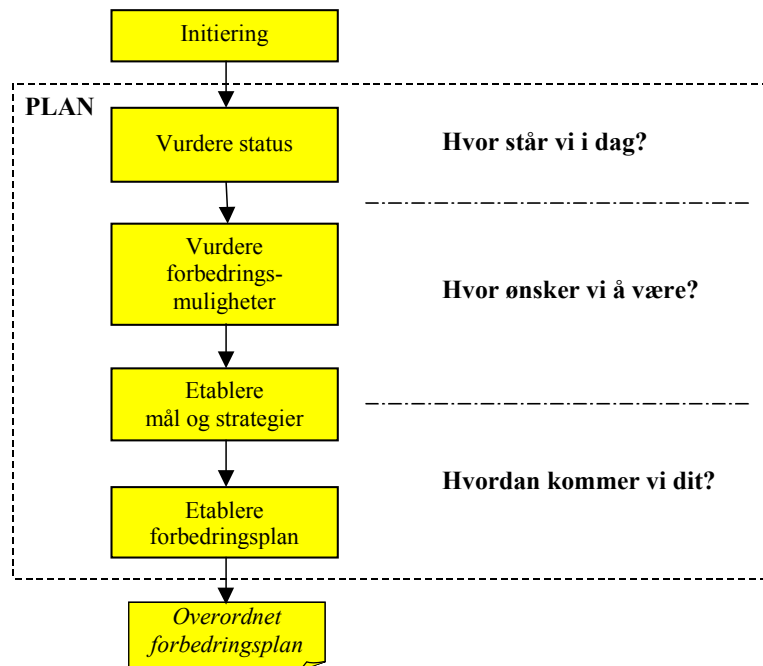 Initiering
PLAN
Vurdere status
Hvor står vi i dag?
Vurdere
forbedrings-
muligheter
Hvor ønsker vi å være?
Etablere
mål og strategier
Hvordan kommer vi dit?
Etablere
forbedringsplan
Overordnet
forbedringsplan